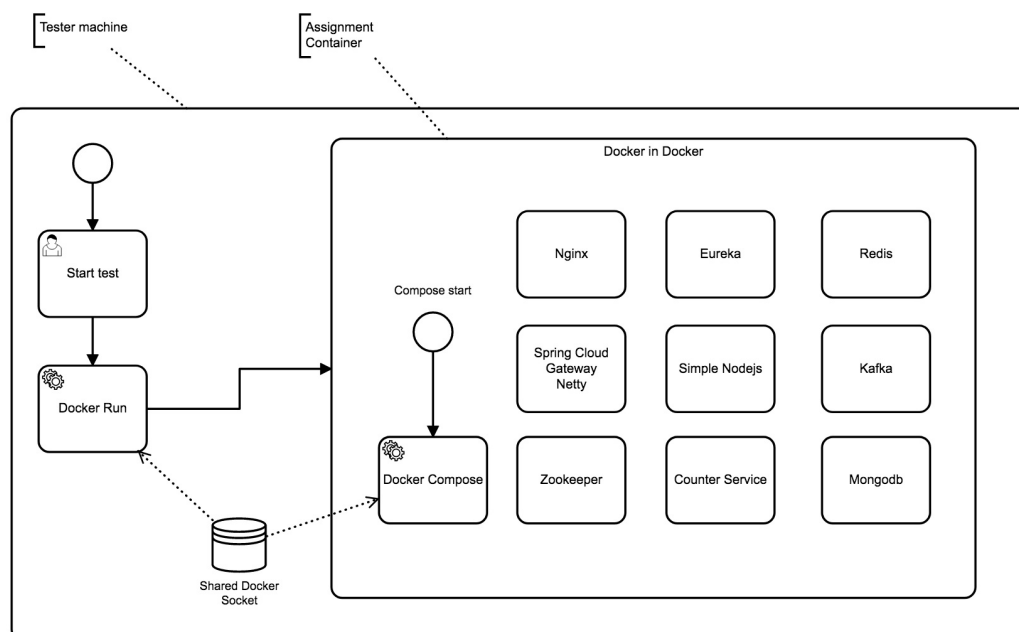 Tester machine
Assignment
Container
Docker in Docker
Start test
Docker Run
Shared Docker
Socket
Compose start
Docker Compose
Nginx
Eureka
Redis
Spring Cloud
Gateway
Netty
Simple Nodejs
Kafka
Zookeeper
Counter Service
Mongodb